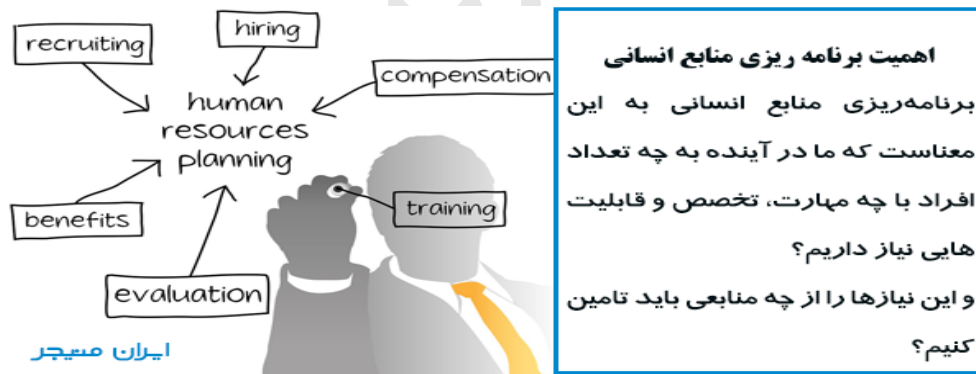 recruiting
hiring
compensation
human
resources
planning
benefits
training
evaluation
ایران منیجر
اهمیت برنامه ریزی منابع انسانی
برنامه‌ریزی منابع انسانی به این
معناست که ما در آینده به چه تعداد
افراد با چه مهارت، تخصص و قابلیت
هایی نیاز داریم؟
و این نیازها را از چه منابعی باید تامین
کنیم؟